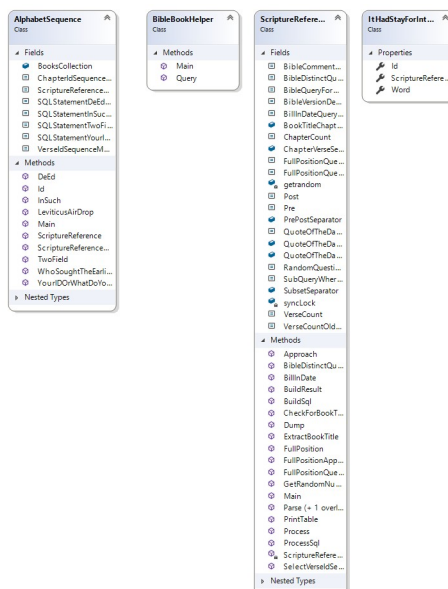 AlphabetSequence
Class
Fields
BooksCollection
ChapterIdSequence...
ScriptureReference...
SQLStatementDeEd...
SQLStatementInSuc...
SQLStatementTwoFi...
SQLStatementYourI...
VerseIdSequenceM...
Methods
DeEd
Id
InSuch
LeviticusAirDrop
Main
ScriptureReference
ScriptureReference...
TwoField
WhoSoughtTheEarli...
YourIDOrWhatDoYo...
Nested Types
BibleBookHelper
Class
Methods
Main
Query
ScriptureRefere...
Class
Fields
BibleComment...
BibleDistinctQu...
BibleQueryFor...
BibleVersionDe...
BillInDateQuery...
BookTitleChapt...
ChapterCount
ChapterVerseSe...
FullPositionQue...
FullPositionQue...
getrandom
Post
Pre
PrePostSeparator
QuoteOfTheDa...
QuoteOfTheDa...
QuoteOfTheDa...
RandomQuesti...
SubQueryWher...
SubsetSeparator
syncLock
VerseCount
VerseCountOld...
Methods
Approach
BibleDistinctQu...
BillInDate
BuildResult
BuildSql
CheckForBookT...
Dump
ExtractBookTitle
FullPosition
FullPositionApp...
FullPositionQue...
GetRandomNu...
Main
Parse (+ 1 overl...
PrintTable
Process
ProcessSql
ScriptureRefere...
SelectVerseIdSe...
Nested Types
ItHadStayForInt...
Class
Properties
Id
ScriptureRefere...
Word